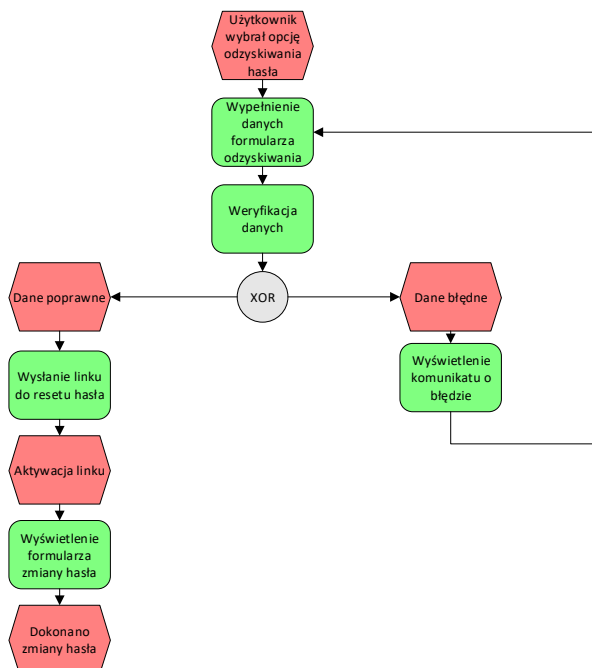 Użytkownik
wybrał opcję
odzyskiwania
hasła
Wypełnienie
danych
formularza
odzyskiwania
Weryfikacja
danych
XOR
Dane poprawne
Dane błędne
Wysłanie linku
do resetu hasła
Wyświetlenie
komunikatu o
błędzie
Aktywacja linku
Wyświetlenie
formularza
zmiany hasła
Dokonano
zmiany hasła